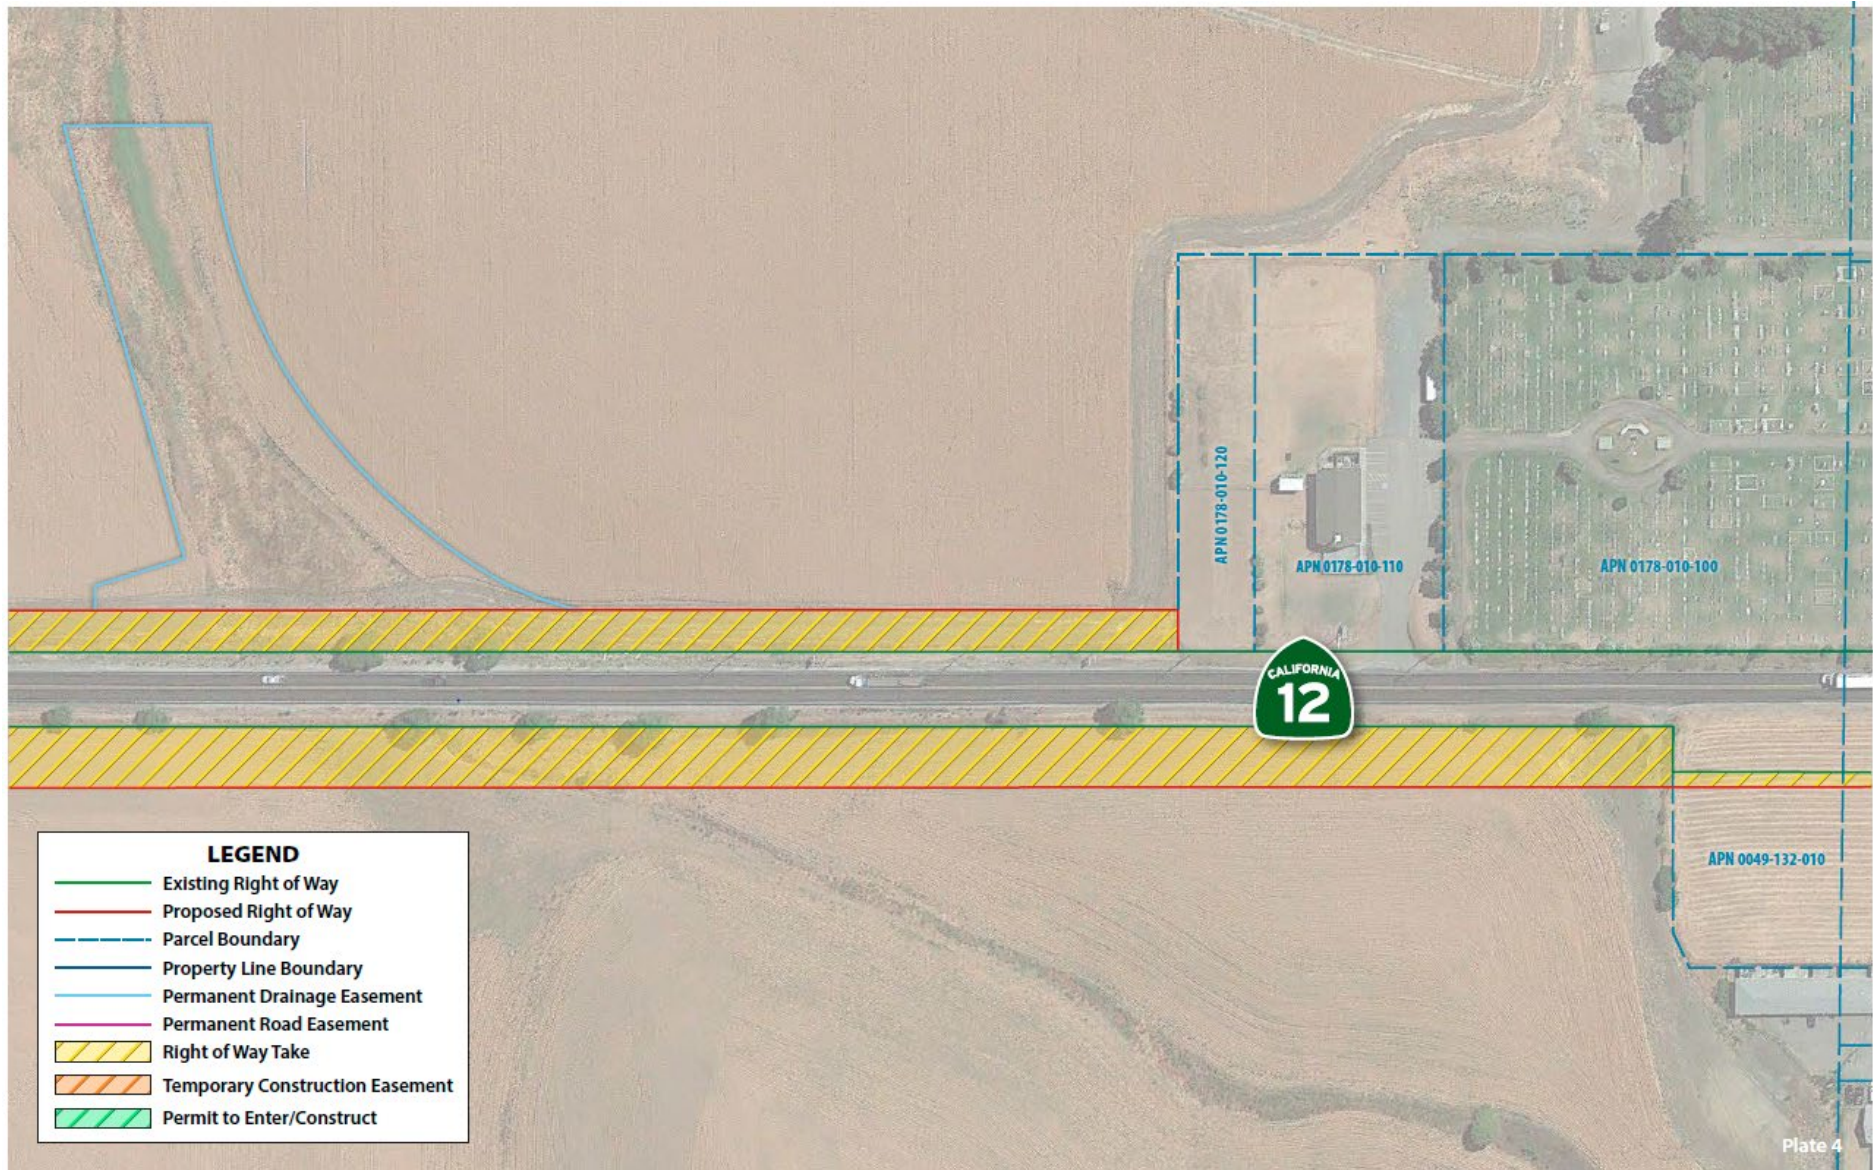 APN 0178-010-120
APN 0178-010-110
APN 0178-010-100
CALIFORNIA
12
APN 0049-132-010
LEGEND
Existing Right of Way
Proposed Right of Way
Parcel Boundary
Property Line Boundary
Permanent Drainage Easement
Permanent Road Easement
Right of Way Take
Temporary Construction Easement
Permit to Enter/Construct
Plate 4